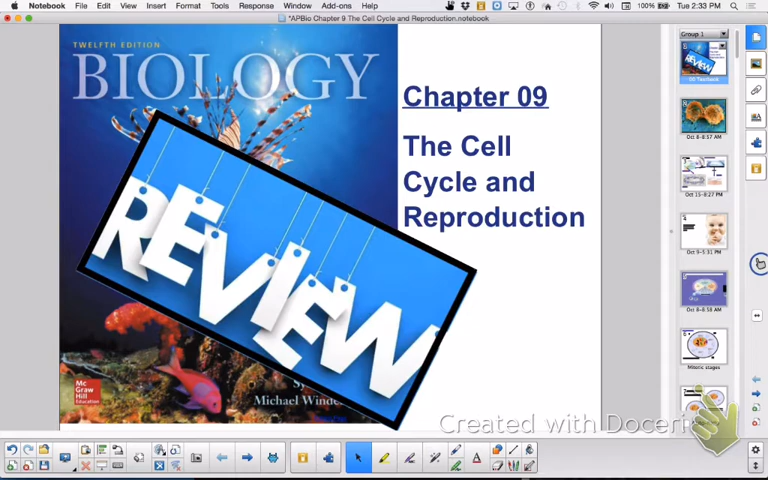 Notebook File Edit View Format Tools Response Window Add-ons Help 100% Tue 2:33 PM
*APBio Chapter 9 The Cell Cycle and Reproduction.notebook
TWELFTH EDITION
BIOLOGY
REVIEW
Mc
Graw
Hill
Education
Michael
Chapter 09
The Cell
Cycle and
Reproduction
Group 1
REVIEW
Oct 8-8:57 AM
Oct 15-8:27 PM
Oct 9-5:31 PM
Oct 8-8:58 AM
Mitotic stages
Created with Doceri
A